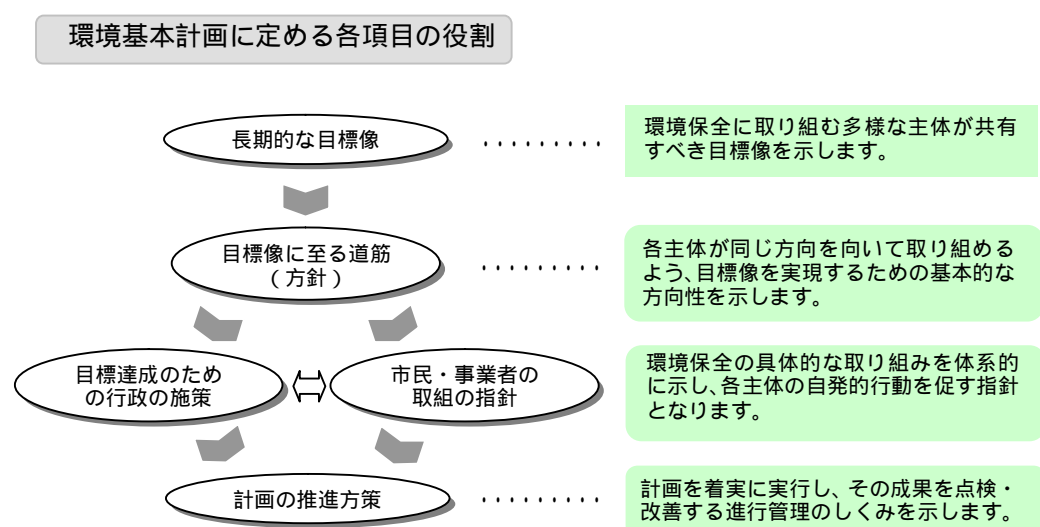 環境基本計画に定める各項目の役割
長期的な目標像
・・・・・・・・・
環境保全に取り組む多様な主体が共有
すべき目標像を示します。
目標像に至る道筋
(方針)
・・・・・・・・・
各主体が同じ方向を向いて取り組める
よう、目標像を実現するための基本的な
方向性を示します。
目標達成のため
の行政の施策
市民・事業者の
取組の指針
環境保全の具体的な取り組みを体系的
に示し、各主体の自発的行動を促す指針
となります。
計画の推進方策
・・・・・・・・・
計画を着実に実行し、その成果を点検・
改善する進行管理のしくみを示します。